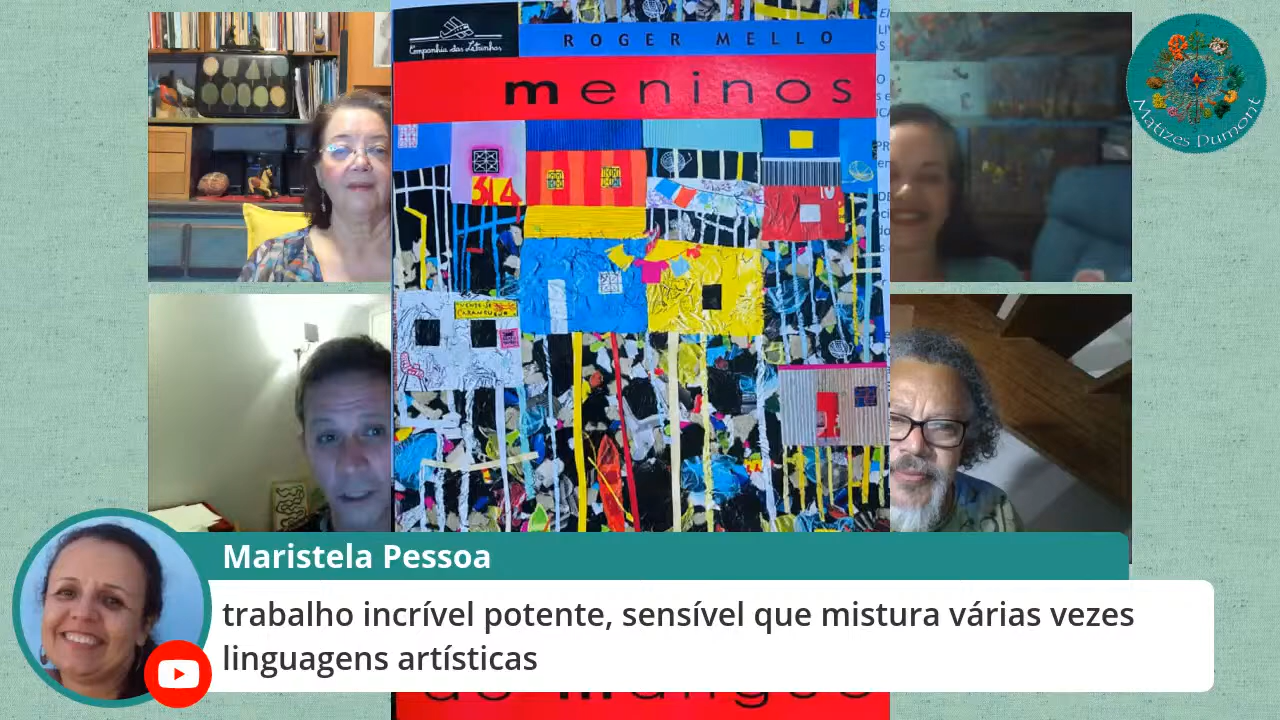 Companhia das Letrinhas
ROGER MELLO
meninos
314
Matizes Dumont
Maristela Pessoa
trabalho incrível potente, sensível que mistura várias vezes
linguagens artísticas